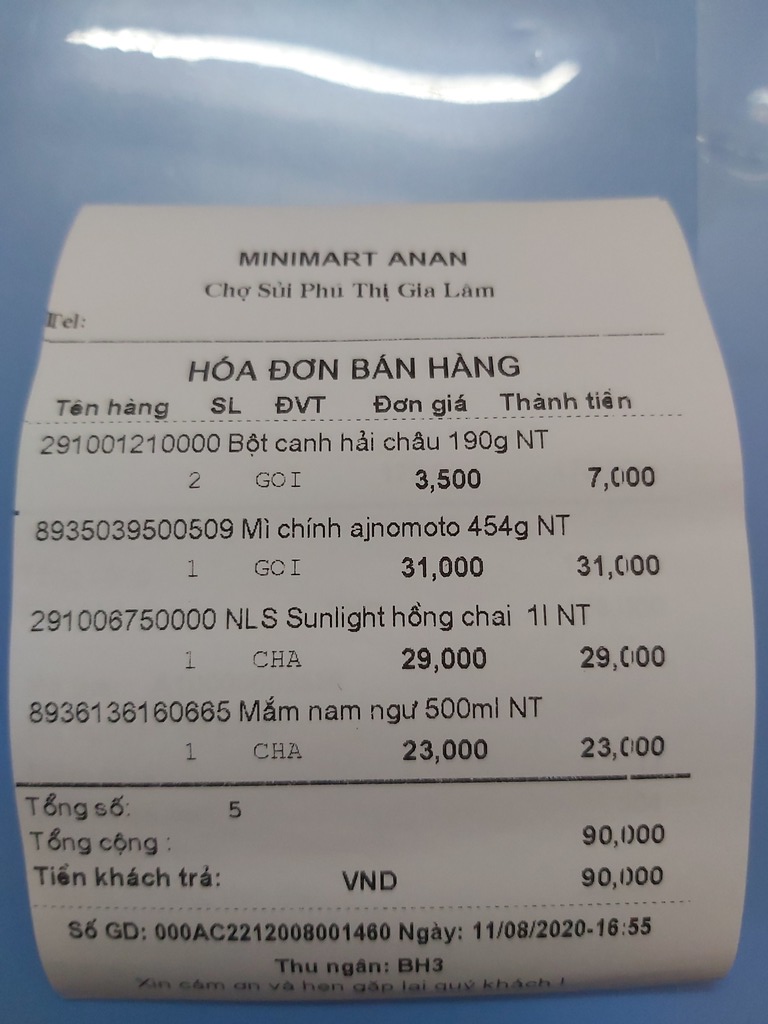 MINIMART ANAN
Chợ Sủi Phú Thị Gia Lâm
Tel:
HÓA ĐƠN BÁN HÀNG
Tên hàng SL ĐVT Đơn giá Thành tiền
291001210000 Bột canh hải châu 190g NT
2 GOI 3,500 7,000
8935039500509 Mì chính ajnomoto 454g NT
1 GOI 31,000 31,000
291006750000 NLS Sunlight hồng chai 1l NT
1 CHA 29,000 29,000
8936136160665 Mắm nam ngư 500ml NT
1 CHA 23,000 23,000
Tổng số: 5
Tổng cộng : 90,000
Tiền khách trả: VND 90,000
Số GD: 000AC2212008001460 Ngày: 11/08/2020-16:55
Thu ngân: BH3
Xin cảm ơn và hẹn gặp lại quý khách !